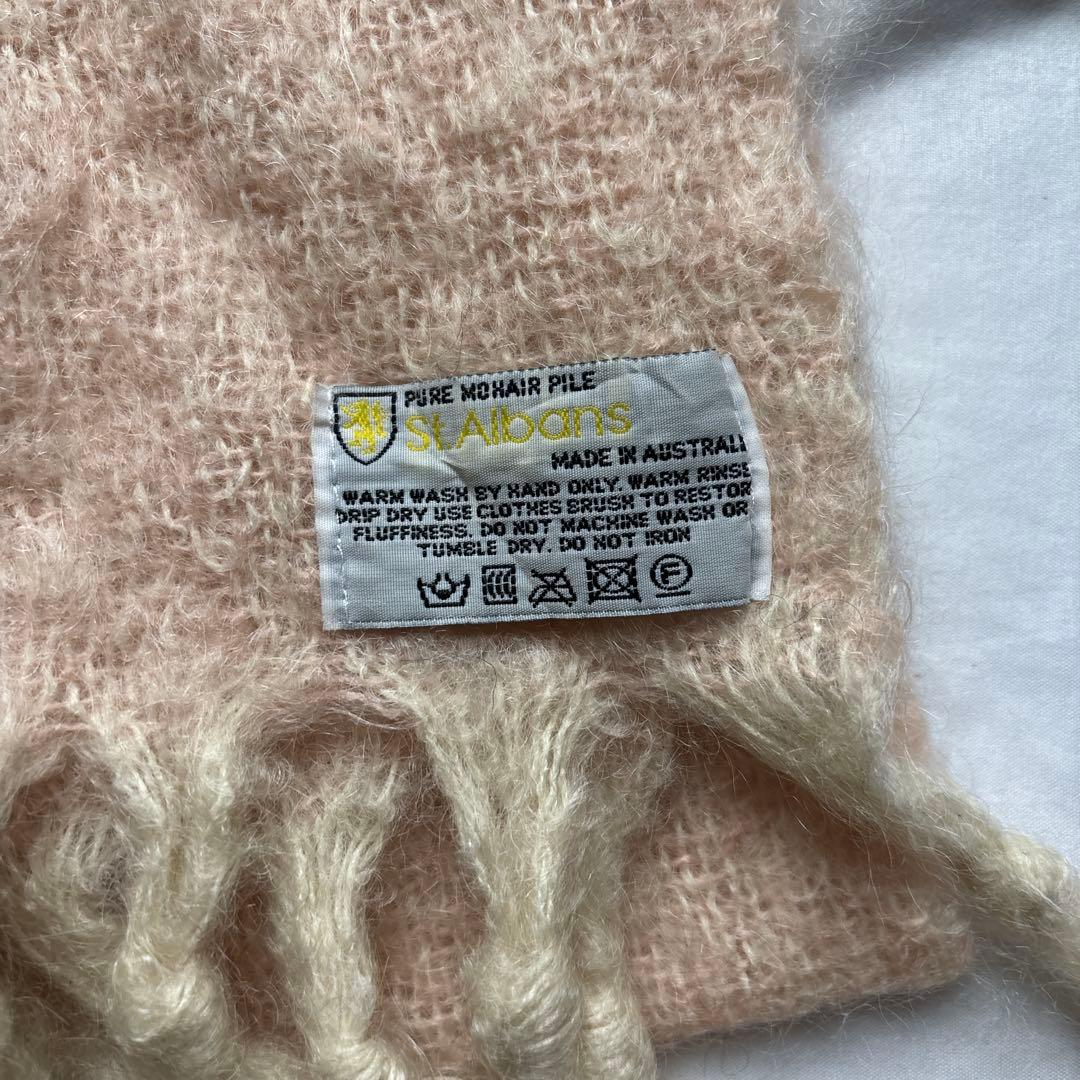 PURE MOHAIR PILE
St.Albans
MADE IN AUSTRALI
WARM WASH BY HAND ONLY. WARM RINSE
DRIP DRY USE CLOTHES BRUSH TO RESTOR
FLUFFINESS. DO NOT MACHINE WASH OR
TUMBLE DRY. DO NOT IRON
F